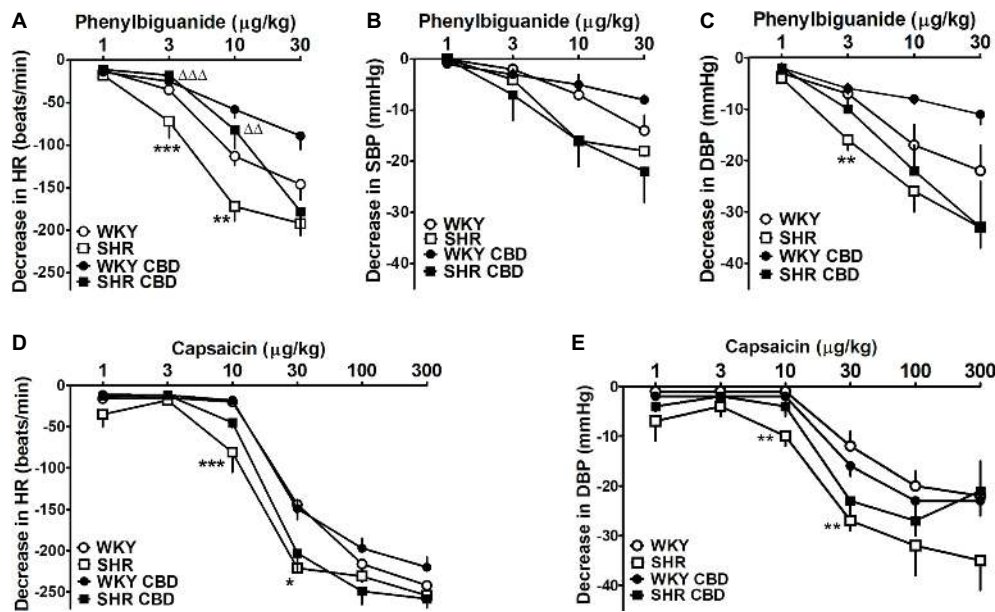 A
Phenylbiguanide (μg/kg)
1 3 10 30
0
-50
-100
-150
-200
-250
Decrease in HR (beats/min)
ΔΔΔ
ΔΔ
***
**
WKY
SHR
WKY CBD
SHR CBD
B
Phenylbiguanide (μg/kg)
1 3 10 30
0
-10
-20
-30
-40
Decrease in SBP (mmHg)
WKY
SHR
WKY CBD
SHR CBD
C
Phenylbiguanide (μg/kg)
1 3 10 30
0
-10
-20
-30
-40
Decrease in DBP (mmHg)
**
WKY
SHR
WKY CBD
SHR CBD
D
Capsaicin (μg/kg)
1 3 10 30 100 300
0
-50
-100
-150
-200
-250
Decrease in HR (beats/min)
***
*
WKY
SHR
WKY CBD
SHR CBD
E
Capsaicin (μg/kg)
1 3 10 30 100 300
0
-10
-20
-30
-40
Decrease in DBP (mmHg)
**
**
WKY
SHR
WKY CBD
SHR CBD